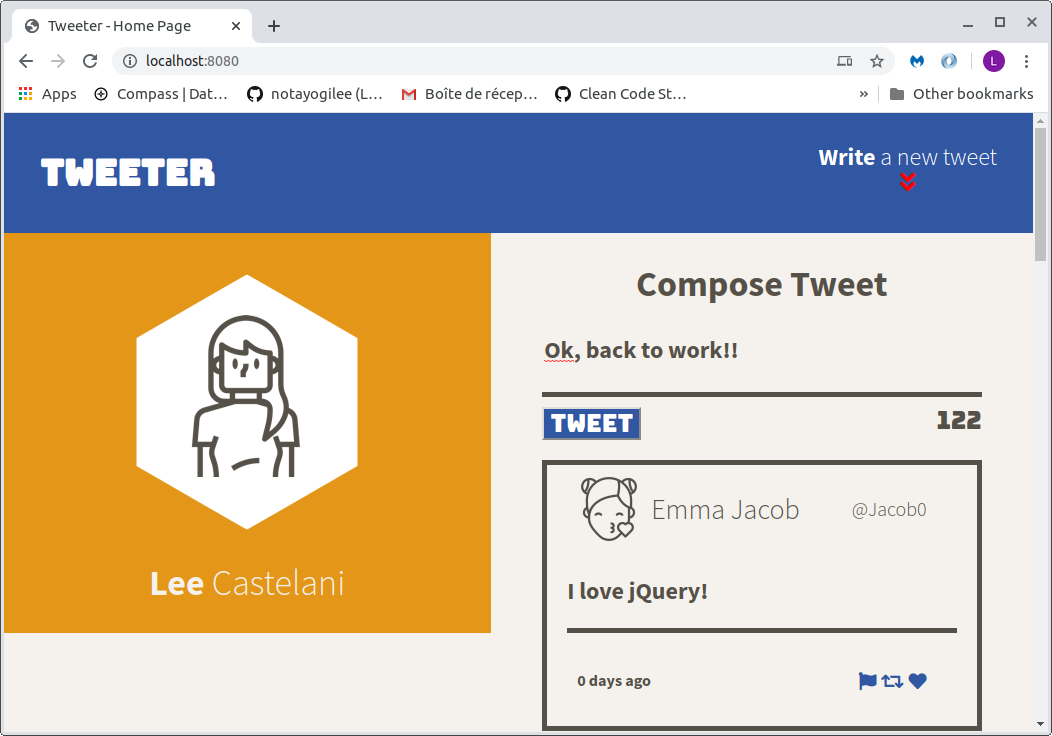 Tweeter - Home Page
localhost:8080
L
Apps
Compass | Dat…
notayogilee (L…
Boîte de récep…
Clean Code St…
»
Other bookmarks
TWEETER
Write a new tweet
Lee Castelani
Compose Tweet
Ok, back to work!!
TWEET
122
Emma Jacob
@Jacob0
I love jQuery!
0 days ago